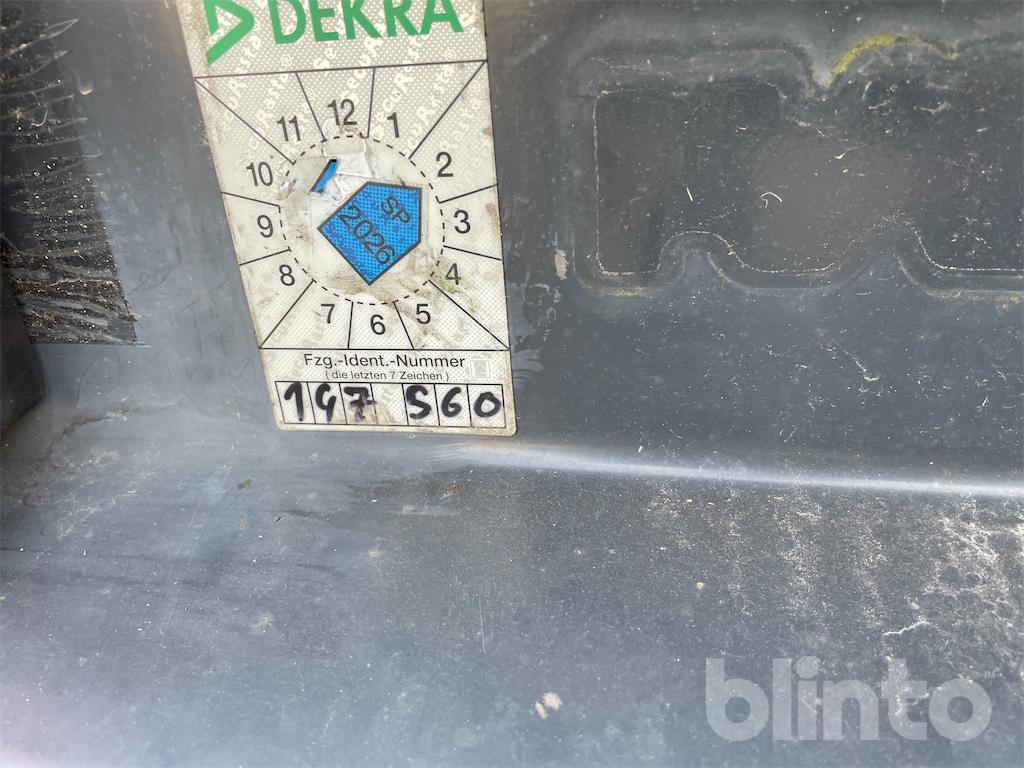 DEKRA
12
11 1
10 2
9 3
8 4
7 6 5
SP
2026
Fzg.-Ident.-Nummer
( die letzten 7 Zeichen )
147 560
blinto